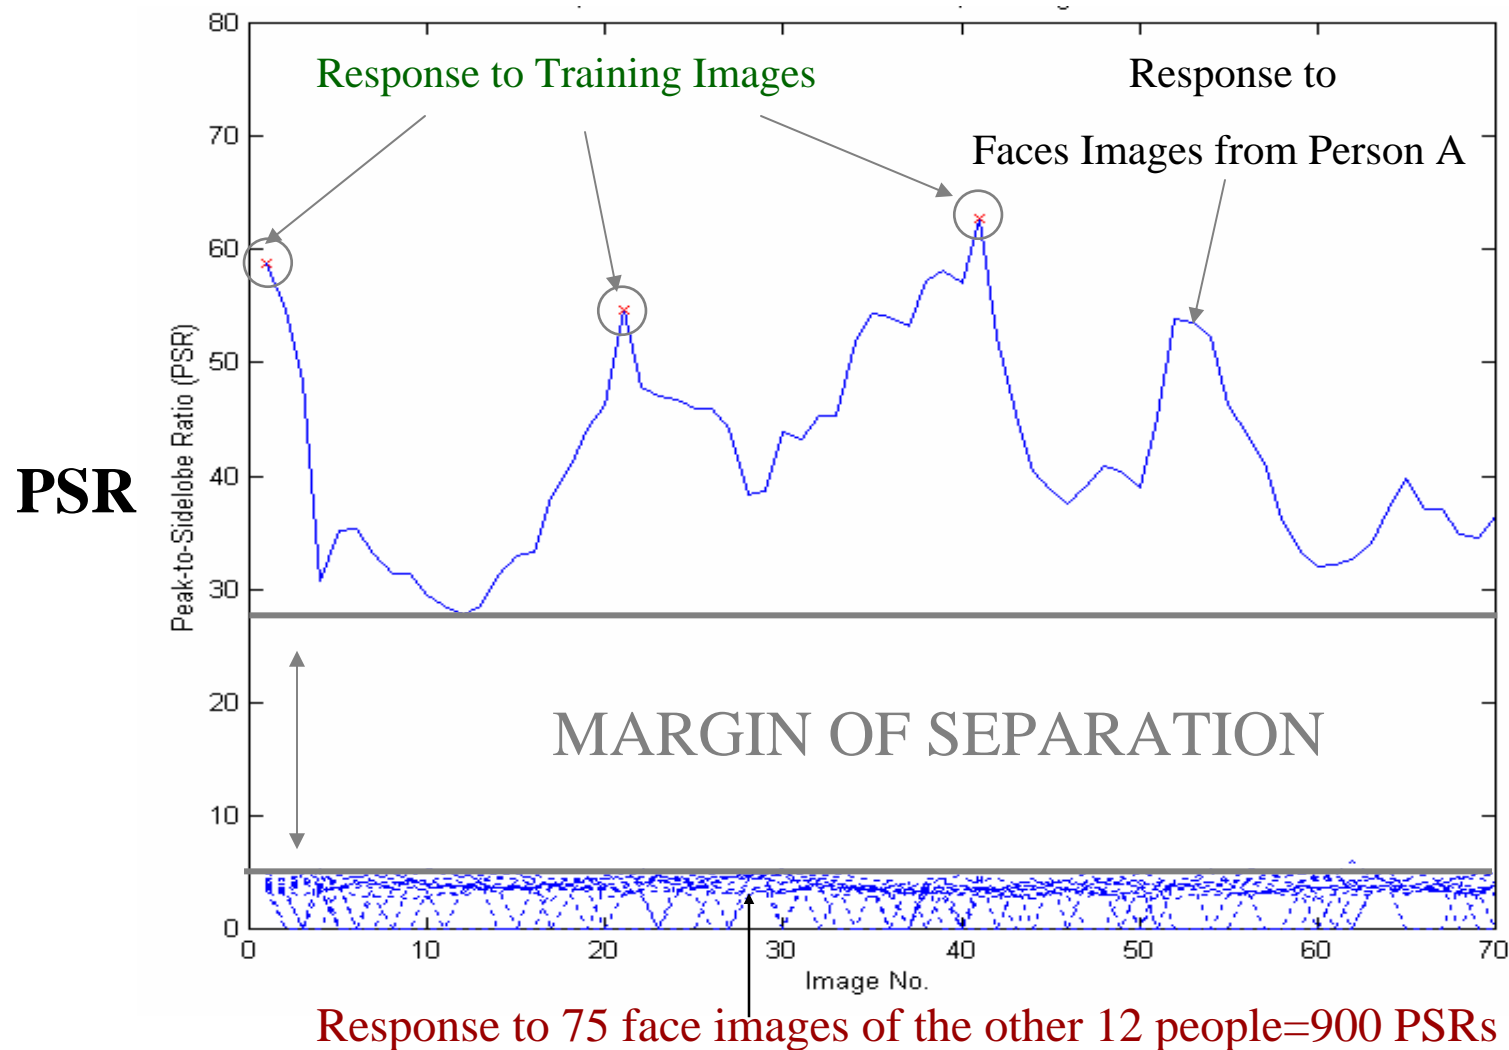 80
Response to Training Images
Response to
Faces Images from Person A
70
60
50
40
30
20
10
0
Peak-to-Sidelobe Ratio (PSR)
PSR
MARGIN OF SEPARATION
0 10 20 30 40 50 60 70
Image No.
Response to 75 face images of the other 12 people=900 PSRs